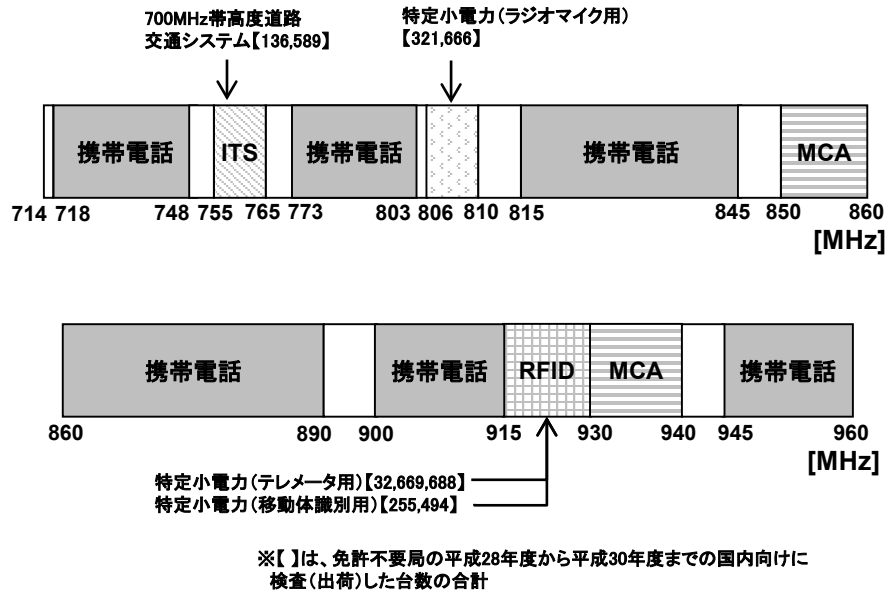 700MHz帯高度道路
交通システム【136,589】
特定小電力（ラジオマイク用）
【321,666】
携帯電話 ITS 携帯電話 携帯電話 MCA
714 718 748 755 765 773 803 806 810 815 845 850 860
[MHz]
携帯電話 携帯電話 RFID MCA 携帯電話
860 890 900 915 930 940 945 960
[MHz]
特定小電力（テレメータ用）【32,669,688】
特定小電力（移動体識別用）【255,494】
※【 】は、免許不要局の平成28年度から平成30年度までの国内向けに
検査（出荷）した台数の合計